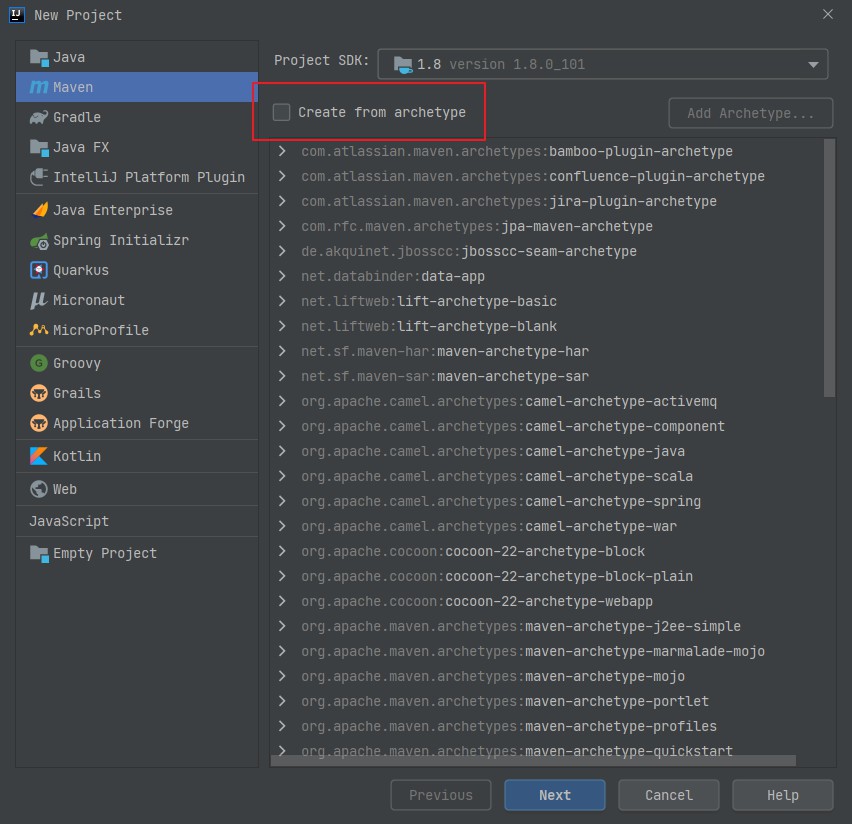 New Project
Java
Maven
Gradle
Java FX
IntelliJ Platform Plugin
Java Enterprise
Spring Initializr
Quarkus
Micronaut
MicroProfile
Groovy
Grails
Application Forge
Kotlin
Web
JavaScript
Empty Project
Project SDK: 1.8 version 1.8.0_101
Create from archetype Add Archetype...
com.atlassian.maven.archetypes:bamboo-plugin-archetype
com.atlassian.maven.archetypes:confluence-plugin-archetype
com.atlassian.maven.archetypes:jira-plugin-archetype
com.rfc.maven.archetypes:jpa-maven-archetype
de.akquinet.jbosscc:jbosscc-seam-archetype
net.databinder:data-app
net.liftweb:lift-archetype-basic
net.liftweb:lift-archetype-blank
net.sf.maven-har:maven-archetype-har
net.sf.maven-sar:maven-archetype-sar
org.apache.camel.archetypes:camel-archetype-activemq
org.apache.camel.archetypes:camel-archetype-component
org.apache.camel.archetypes:camel-archetype-java
org.apache.camel.archetypes:camel-archetype-scala
org.apache.camel.archetypes:camel-archetype-spring
org.apache.camel.archetypes:camel-archetype-war
org.apache.cocoon:cocoon-22-archetype-block
org.apache.cocoon:cocoon-22-archetype-block-plain
org.apache.cocoon:cocoon-22-archetype-webapp
org.apache.maven.archetypes:maven-archetype-j2ee-simple
org.apache.maven.archetypes:maven-archetype-marmalade-mojo
org.apache.maven.archetypes:maven-archetype-mojo
org.apache.maven.archetypes:maven-archetype-portlet
org.apache.maven.archetypes:maven-archetype-profiles
org.apache.maven.archetypes:maven-archetype-quickstart
Previous Next Cancel Help